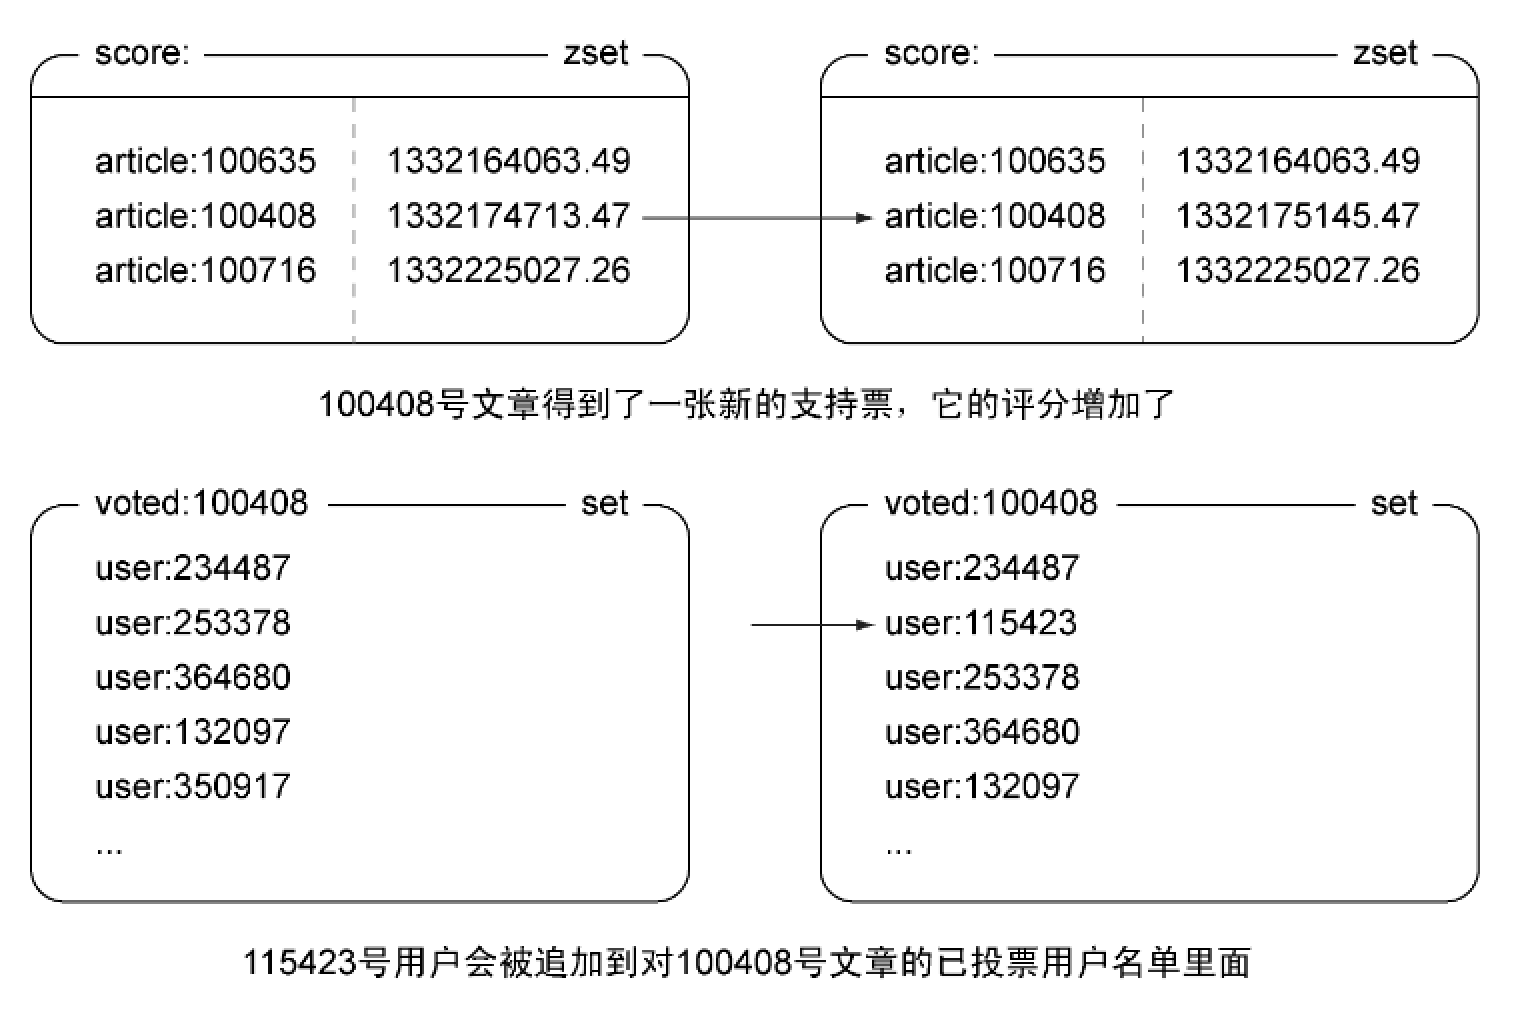 score: zset
article:100635 1332164063.49
article:100408 1332174713.47
article:100716 1332225027.26
score: zset
article:100635 1332164063.49
article:100408 1332175145.47
article:100716 1332225027.26
100408号文章得到了一张新的支持票，它的评分增加了
voted:100408 set
user:234487
user:253378
user:364680
user:132097
user:350917
...
voted:100408 set
user:234487
user:115423
user:253378
user:364680
user:132097
...
115423号用户会被追加到对100408号文章的已投票用户名单里面